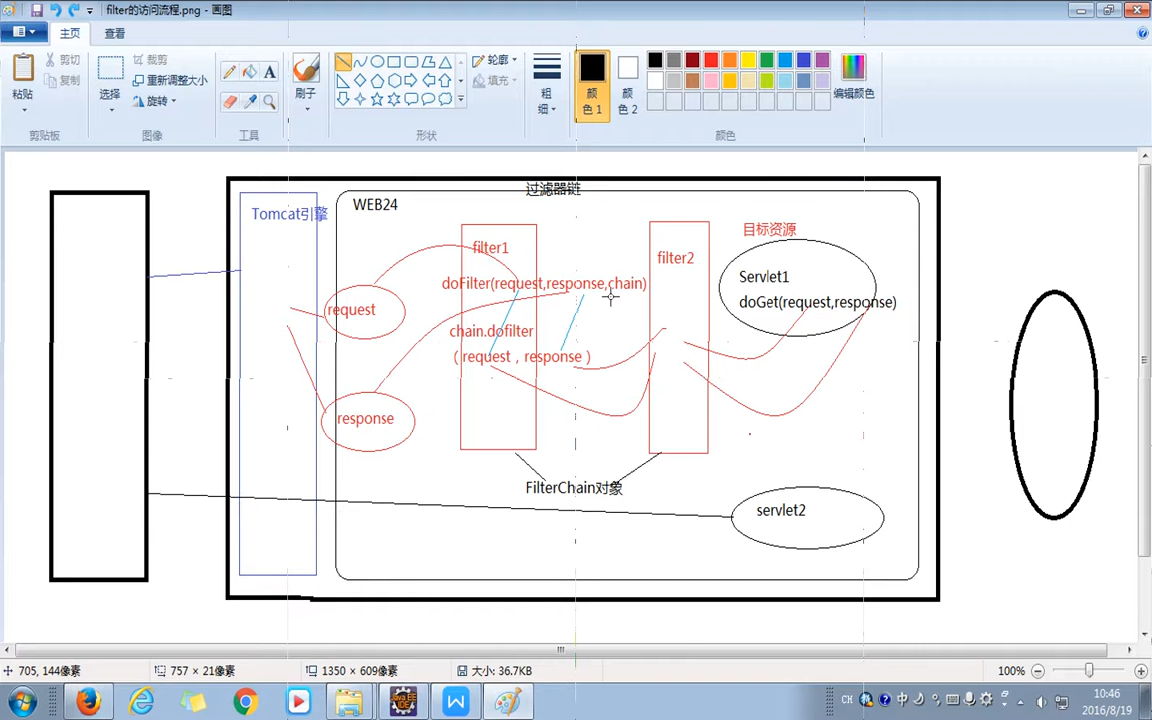 filter的访问流程.png - 画图
主页
查看
粘贴
剪切
复制
选择
裁剪
重新调整大小
旋转
A
刷子
轮廓
填充
粗
细
颜
色 1
颜
色 2
编辑颜色
剪贴板
图像
工具
形状
颜色
过滤器链
Tomcat引擎
WEB24
filter1
filter2
目标资源
doFilter(request,response,chain)
Servlet1
doGet(request,response)
request
chain.dofilter
（request，response）
response
FilterChain对象
servlet2
705, 144像素
757 × 21像素
1350 × 609像素
大小: 36.7KB
100%
CH
中
10:46
2016/8/19